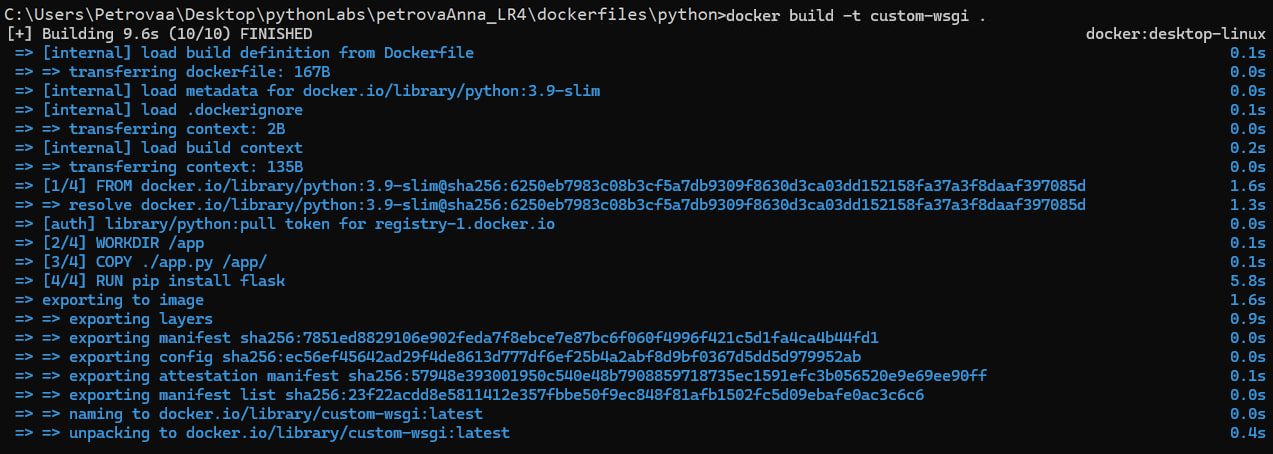 C:\Users\Petrovaa\Desktop\pythonLabs\petrovaAnna_LR4\dockerfiles\python>docker build -t custom-wsgi .
[+] Building 9.6s (10/10) FINISHED docker:desktop-linux
=> [internal] load build definition from Dockerfile 0.1s
=> => transferring dockerfile: 167B 0.0s
=> [internal] load metadata for docker.io/library/python:3.9-slim 0.0s
=> [internal] load .dockerignore 0.1s
=> => transferring context: 2B 0.0s
=> [internal] load build context 0.2s
=> => transferring context: 135B 0.0s
=> [1/4] FROM docker.io/library/python:3.9-slim@sha256:6250eb7983c08b3cf5a7db9309f8630d3ca03dd152158fa37a3f8daaf397085d 1.6s
=> => resolve docker.io/library/python:3.9-slim@sha256:6250eb7983c08b3cf5a7db9309f8630d3ca03dd152158fa37a3f8daaf397085d 1.3s
=> [auth] library/python:pull token for registry-1.docker.io 0.0s
=> [2/4] WORKDIR /app 0.1s
=> [3/4] COPY ./app.py /app/ 0.1s
=> [4/4] RUN pip install flask 5.8s
=> exporting to image 1.6s
=> => exporting layers 0.9s
=> => exporting manifest sha256:7851ed8829106e902feda7f8ebce7e87bc6f060f4996f421c5d1fa4ca4b44fd1 0.0s
=> => exporting config sha256:ec56ef45642ad29f4de8613d777df6ef25b4a2abf8d9bf0367d5dd5d979952ab 0.0s
=> => exporting attestation manifest sha256:57948e393001950c540e48b7908859718735ec1591efc3b056520e9e69ee90ff 0.1s
=> => exporting manifest list sha256:23f22acdd8e5811412e357fbbe50f9ec848f81afb1502fc5d09ebafe0ac3c6c6 0.0s
=> => naming to docker.io/library/custom-wsgi:latest 0.0s
=> => unpacking to docker.io/library/custom-wsgi:latest 0.4s